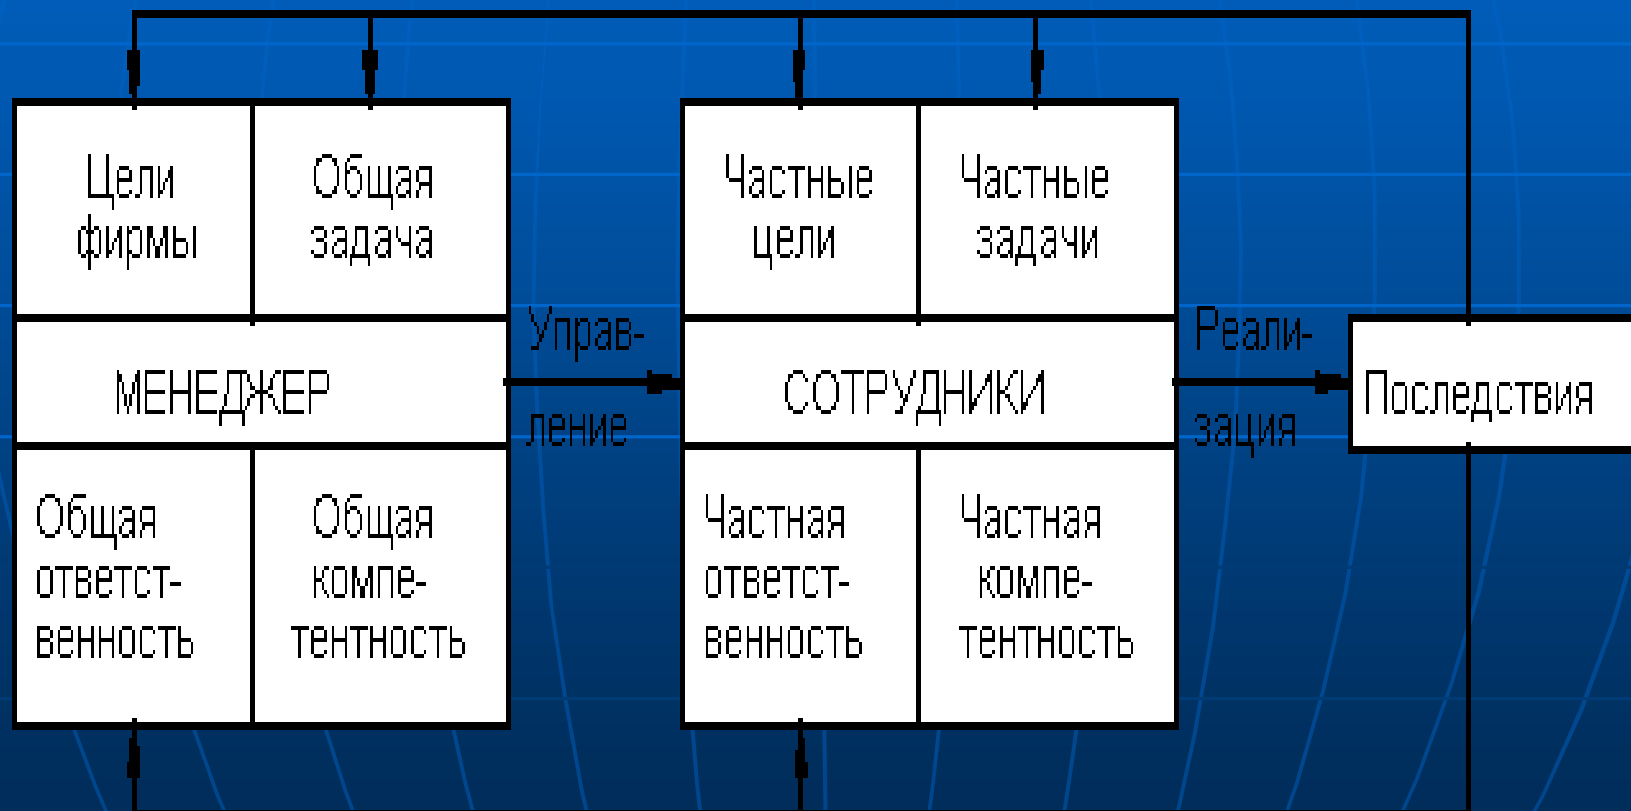 Цели
фирмы
Общая
задача
Частные
цели
Частные
задачи
МЕНЕДЖЕР
Управ-
ление
СОТРУДНИКИ
Реали-
зация
Последствия
Общая
ответст-
венность
Общая
компе-
тентность
Частная
ответст-
венность
Частная
компе-
тентность